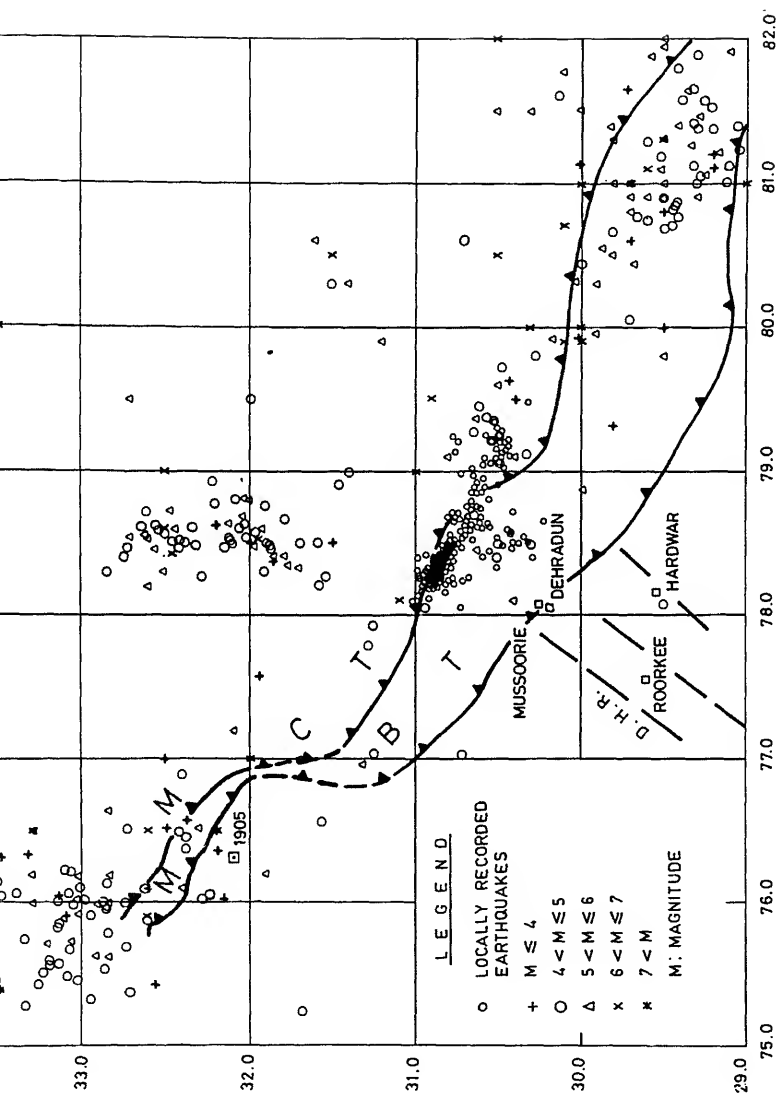 33.0
32.0
31.0
30.0
29.0
75.0
76.0
77.0
78.0
79.0
80.0
81.0
82.0
M
C
T
M
B
T
1905
MUSSOORIE
DEHRADUN
D.H.R.
ROORKEE
HARDWAR
LEGEND
LOCALLY RECORDED
EARTHQUAKES
M ≤ 4
4 < M ≤ 5
5 < M ≤ 6
6 < M ≤ 7
7 < M
M: MAGNITUDE